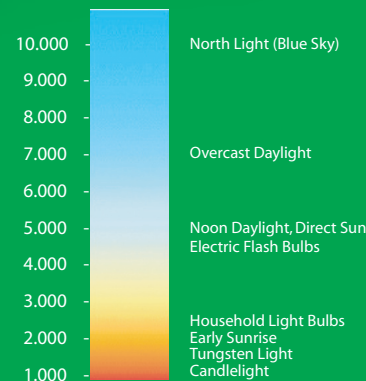 10.000 - North Light (Blue Sky)
9.000 -
8.000 -
7.000 - Overcast Daylight
6.000 -
5.000 - Noon Daylight, Direct Sun
Electric Flash Bulbs
4.000 -
3.000 -
Household Light Bulbs
2.000 - Early Sunrise
Tungsten Light
1.000 - Candlelight